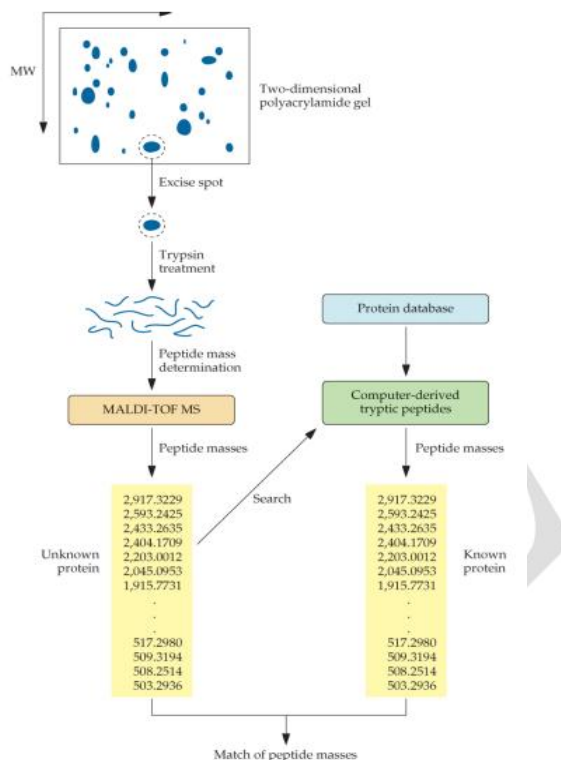 MW
Two-dimensional
polyacrylamide gel
Excise spot
Trypsin
treatment
Protein database
Peptide mass
determination
MALDI-TOF MS
Computer-derived
tryptic peptides
Peptide masses
Peptide masses
Search
Unknown
protein
2,917.3229
2,593.2425
2,433.2635
2,404.1709
2,203.0012
2,045.0953
1,915.7731
.
.
.
517.2980
509.3194
508.2514
503.2936
2,917.3229
2,593.2425
2,433.2635
2,404.1709
2,203.0012
2,045.0953
1,915.7731
.
.
.
517.2980
509.3194
508.2514
503.2936
Known
protein
Match of peptide masses